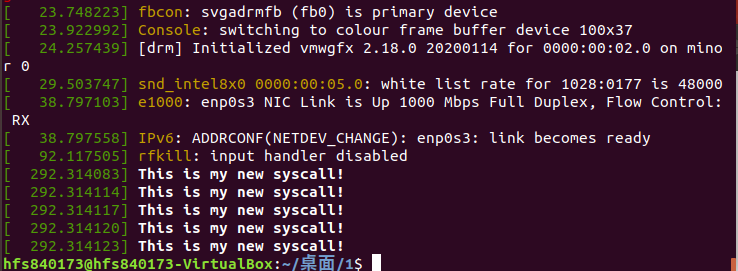 [   23.748223] fbcon: svgadrmfb (fb0) is primary device
[   23.922992] Console: switching to colour frame buffer device 100x37
[   24.257439] [drm] Initialized vmwgfx 2.18.0 20200114 for 0000:00:02.0 on mino
r 0
[   29.503747] snd_intel8x0 0000:00:05.0: white list rate for 1028:0177 is 48000
[   38.797103] e1000: enp0s3 NIC Link is Up 1000 Mbps Full Duplex, Flow Control:
 RX
[   38.797558] IPv6: ADDRCONF(NETDEV_CHANGE): enp0s3: link becomes ready
[   92.117505] rfkill: input handler disabled
[  292.314083] This is my new syscall!
[  292.314114] This is my new syscall!
[  292.314117] This is my new syscall!
[  292.314120] This is my new syscall!
[  292.314123] This is my new syscall!
hfs840173@hfs840173-VirtualBox:~/桌面/1$